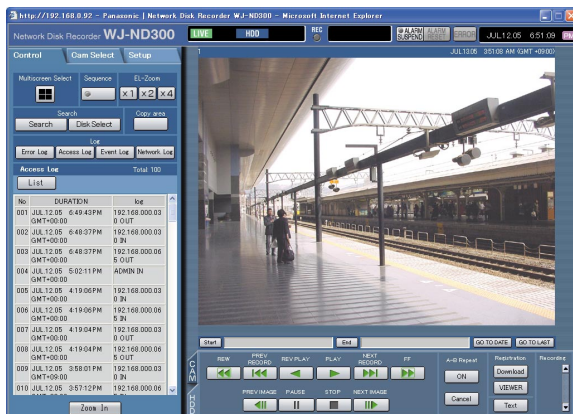 http://192.168.0.92 - Panasonic | Network Disk Recorder WJ-ND300 - Microsoft Internet Explorer
Network Disk Recorder WJ-ND300
LIVE
HDD
REC
ALARM SUSPEND
ALARM RESET
ERROR
JUL.12.05 6:51:09 PM
Control
Cam Select
Setup
1
JUL.13.05 3:51:08 AM (GMT +09:00)
Multiscreen Select
Sequence
EL-Zoom
x1 x2 x4
Search
Copy area
Search
Disk Select
Log
Error Log
Access Log
Event Log
Network Log
Access Log
Total 100
List
No DURATION log
001 JUL.12.05 6:49:43PM 192.168.000.03
GMT+00:00 0 OUT
002 JUL.12.05 6:48:37PM 192.168.000.03
GMT+00:00 0 IN
003 JUL.12.05 6:48:37PM 192.168.000.06
GMT+00:00 5 OUT
004 JUL.12.05 5:02:11PM ADMIN IN
GMT+00:00
005 JUL.12.05 4:19:06PM 192.168.000.03
GMT+00:00 0 IN
006 JUL.12.05 4:19:06PM 192.168.000.06
GMT+00:00 5 IN
007 JUL.12.05 4:19:04PM 192.168.000.03
GMT+00:00 0 OUT
008 JUL.12.05 4:19:04PM 192.168.000.06
GMT+00:00 5 OUT
009 JUL.12.05 3:58:01PM 192.168.000.03
GMT+09:00 0 IN
010 JUL.12.05 3:57:12PM 192.168.000.06
Zoom In
Start
End
GO TO DATE
GO TO LAST
CAM
HDD
REW
PREV RECORD
REV PLAY
PLAY
NEXT RECORD
FF
PREV IMAGE
PAUSE
STOP
NEXT IMAGE
A-B Repeat
ON
Cancel
Registration
Download
VIEWER
Text
Recording